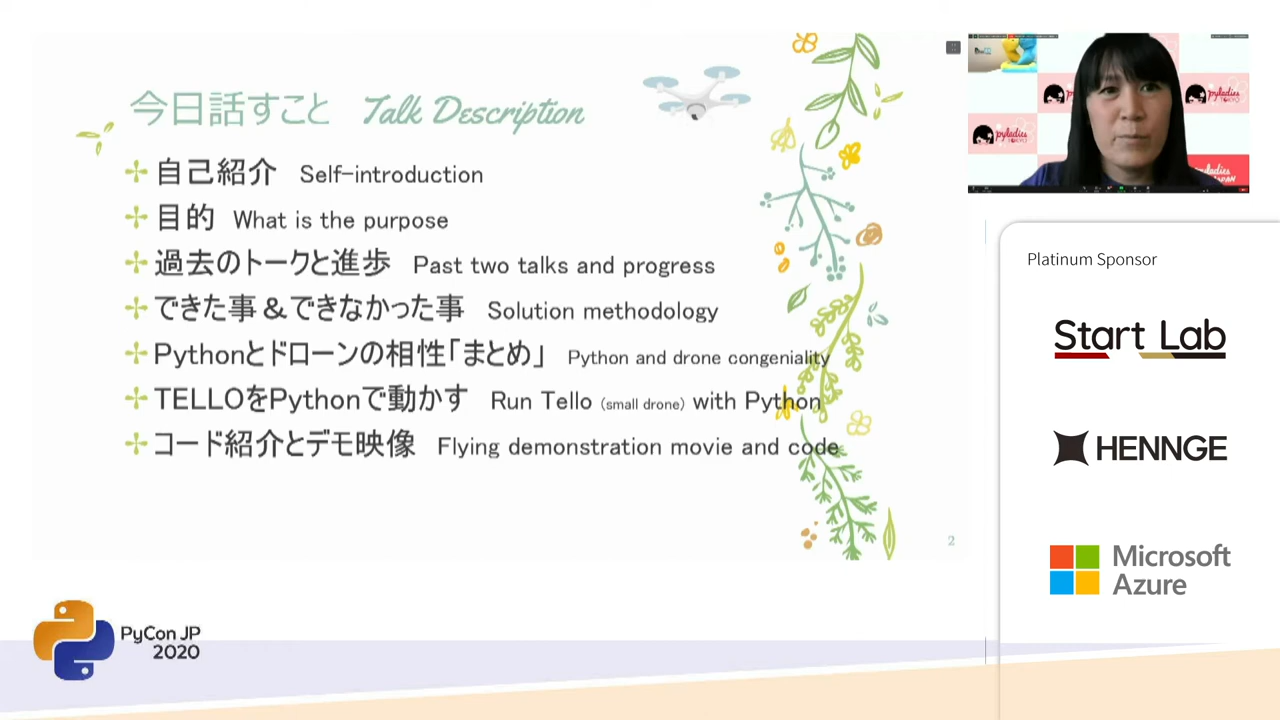 今日話すこと Talk Description
自己紹介 Self-introduction
目的 What is the purpose
過去のトークと進歩 Past two talks and progress
できた事＆できなかった事 Solution methodology
Pythonとドローンの相性「まとめ」 Python and drone congeniality
TELLOをPythonで動かす Run Tello (small drone) with Python
コード紹介とデモ映像 Flying demonstration movie and code
2
pyladies
TOKYO
pyladies
TOKYO
pyladies
TOKYO
Platinum Sponsor
Start Lab
HENNGE
Microsoft
Azure
PyCon JP
2020